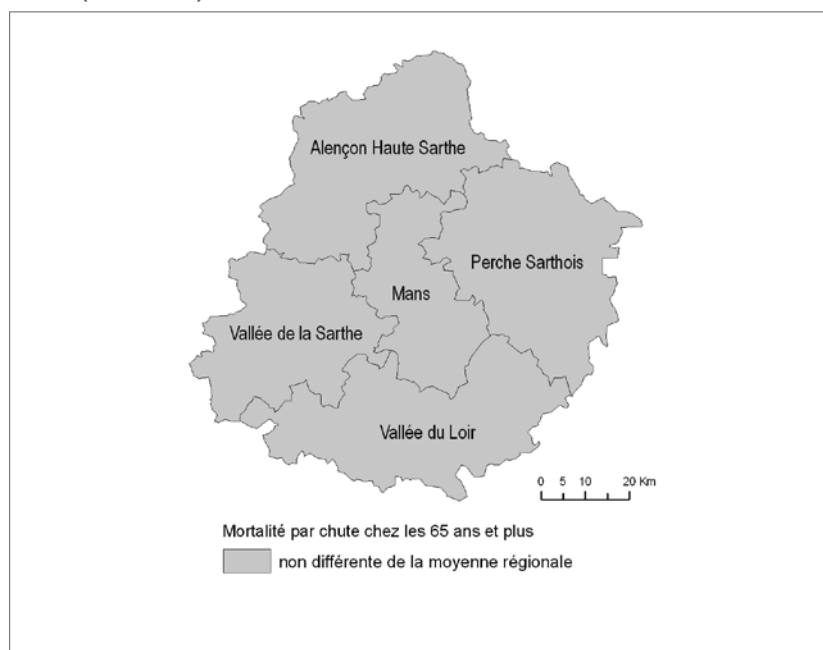 Alençon Haute Sarthe
Perche Sarthois
Mans
Vallée de la Sarthe
Vallée du Loir
0 5 10 20 Km
Mortalité par chute chez les 65 ans et plus
non différente de la moyenne régionale